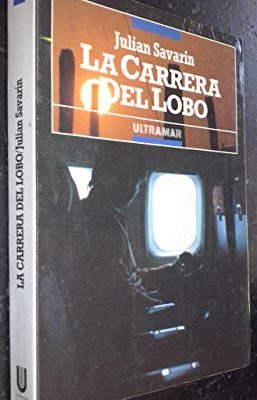 Julian Savarin
LA CARRERA
DEL LOBO
ULTRAMAR
LA CARRERA DEL LOBO/Julian Savarin
U